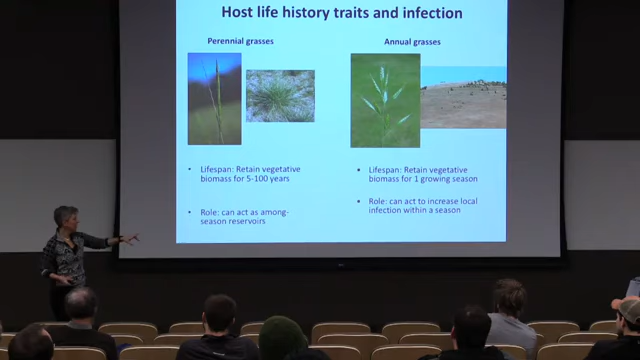 Host life history traits and infection
Perennial grasses
Annual grasses
• Lifespan: Retain vegetative
biomass for 5-100 years
• Role: can act as among-
season reservoirs
• Lifespan: Retain vegetative
biomass for 1 growing season
• Role: can act to increase local
infection within a season